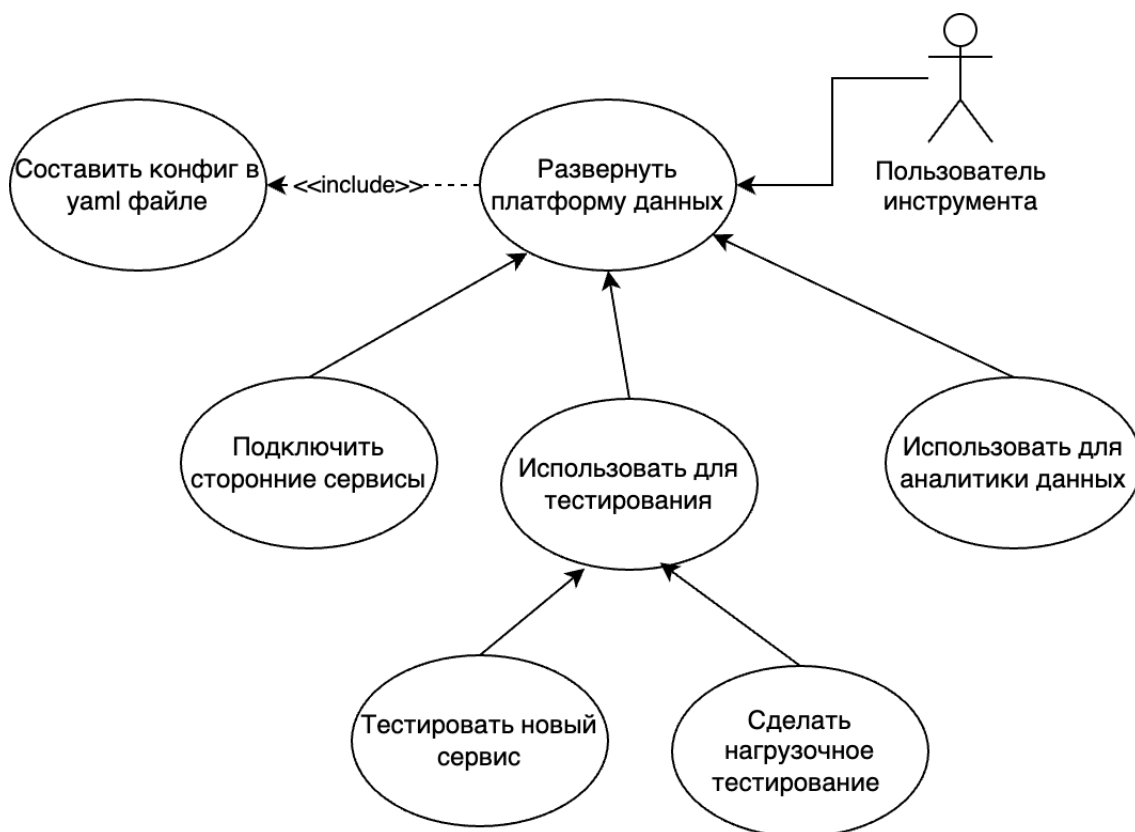 Пользователь
инструмента
Составить конфиг в
yaml файле
<<include>>
Развернуть
платформу данных
Подключить
сторонние сервисы
Использовать для
тестирования
Использовать для
аналитики данных
Тестировать новый
сервис
Сделать
нагрузочное
тестирование